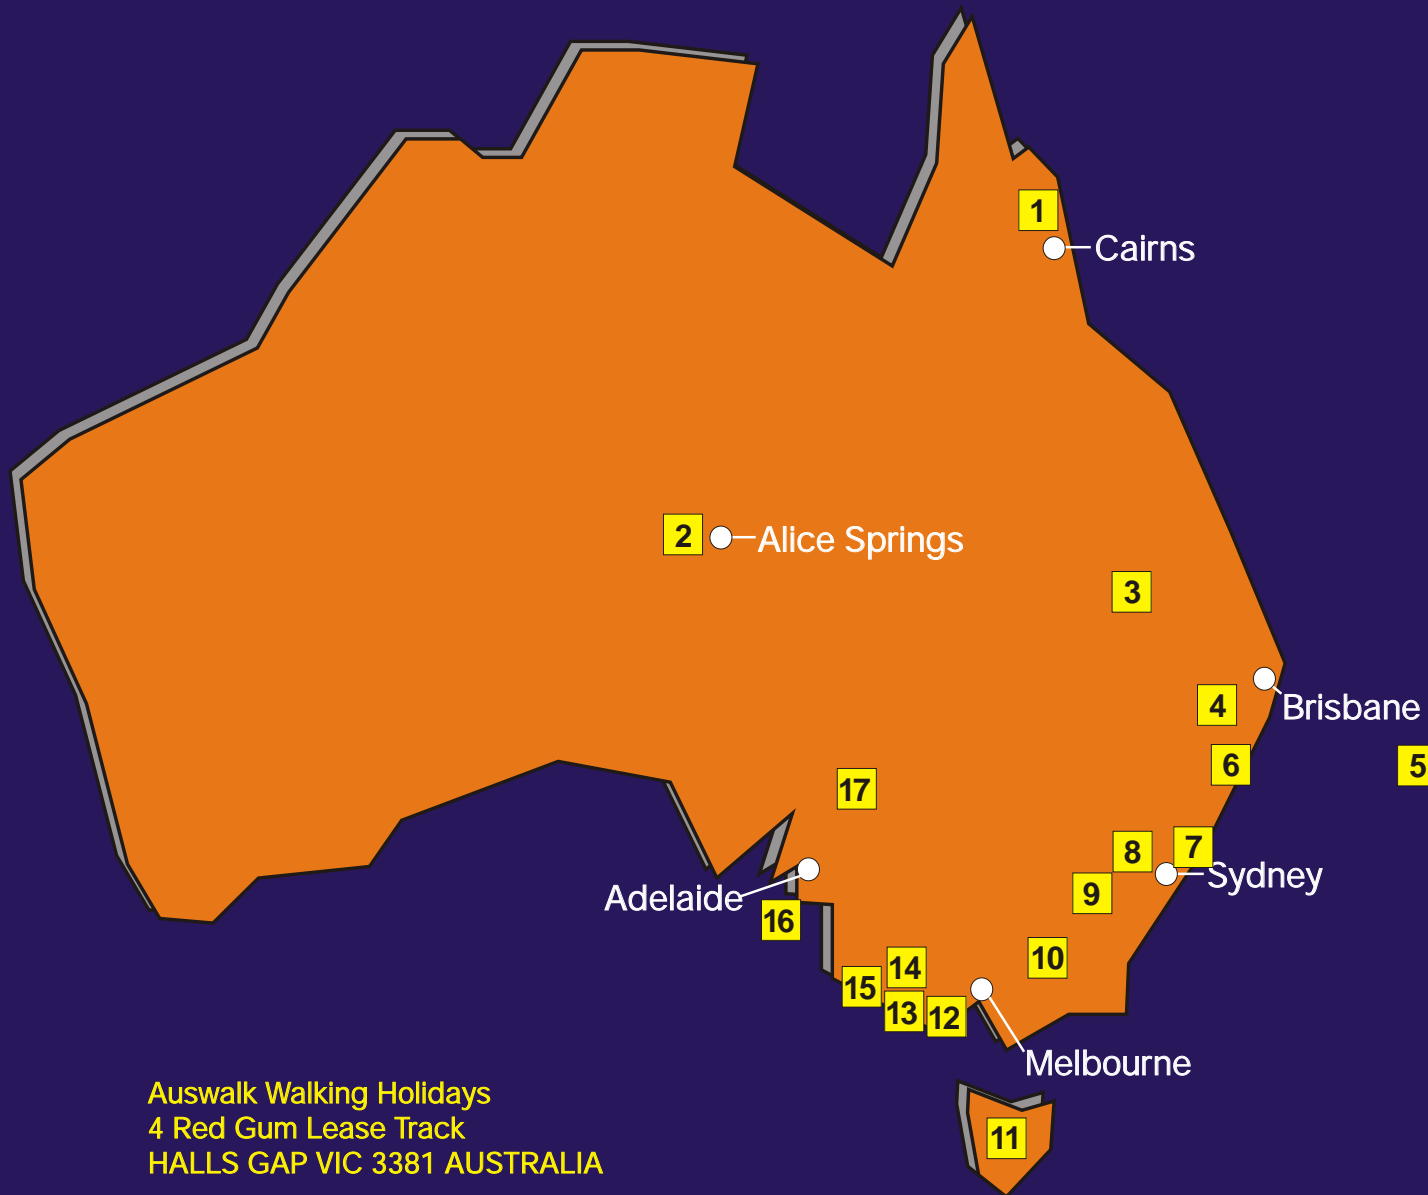 1
Cairns
2
Alice Springs
3
Brisbane
4
6
5
17
7
8
Sydney
Adelaide
9
16
10
14
15
13
12
Melbourne
Auswalk Walking Holidays
4 Red Gum Lease Track
11
HALLS GAP VIC 3381 AUSTRALIA